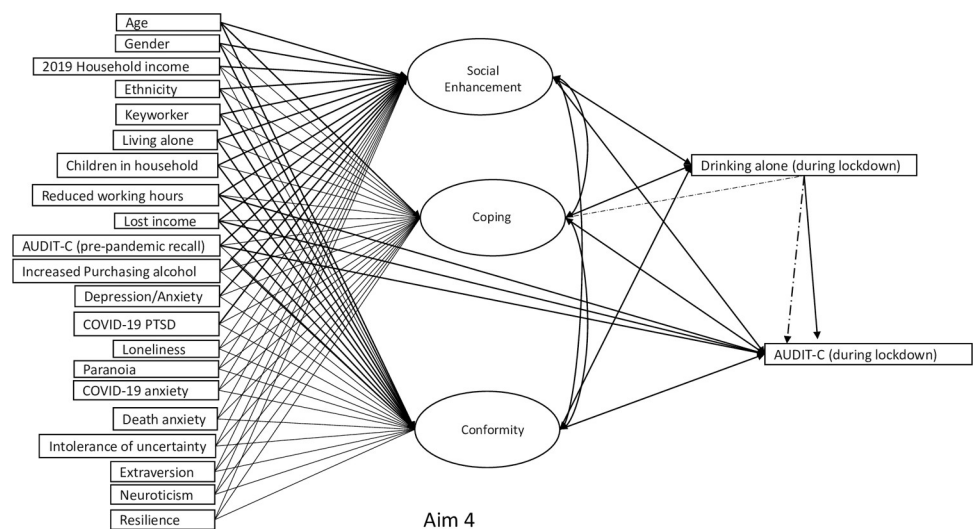 Age
Gender
2019 Household income
Ethnicity
Keyworker
Living alone
Children in household
Reduced working hours
Lost income
AUDIT-C (pre-pandemic recall)
Increased Purchasing alcohol
Depression/Anxiety
COVID-19 PTSD
Loneliness
Paranoia
COVID-19 anxiety
Death anxiety
Intolerance of uncertainty
Extraversion
Neuroticism
Resilience
Social
Enhancement
Coping
Conformity
Drinking alone (during lockdown)
AUDIT-C (during lockdown)
Aim 4